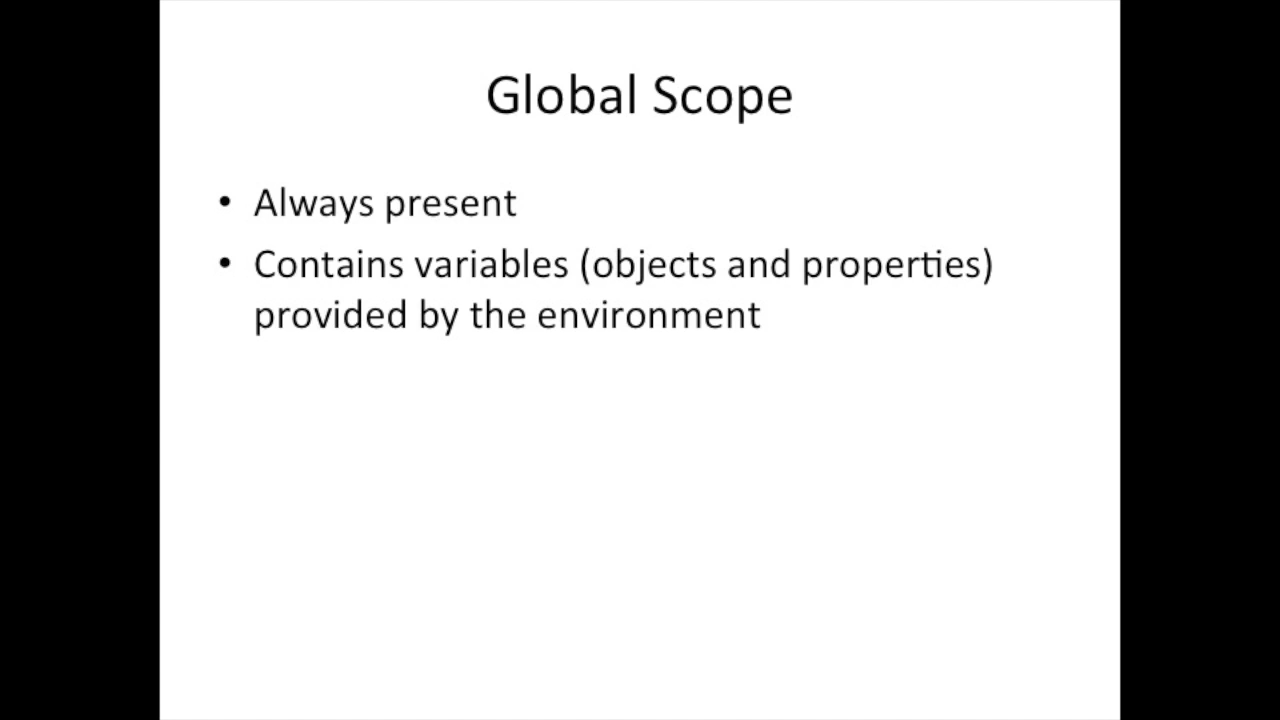 Global Scope
• Always present
• Contains variables (objects and properties)
provided by the environment